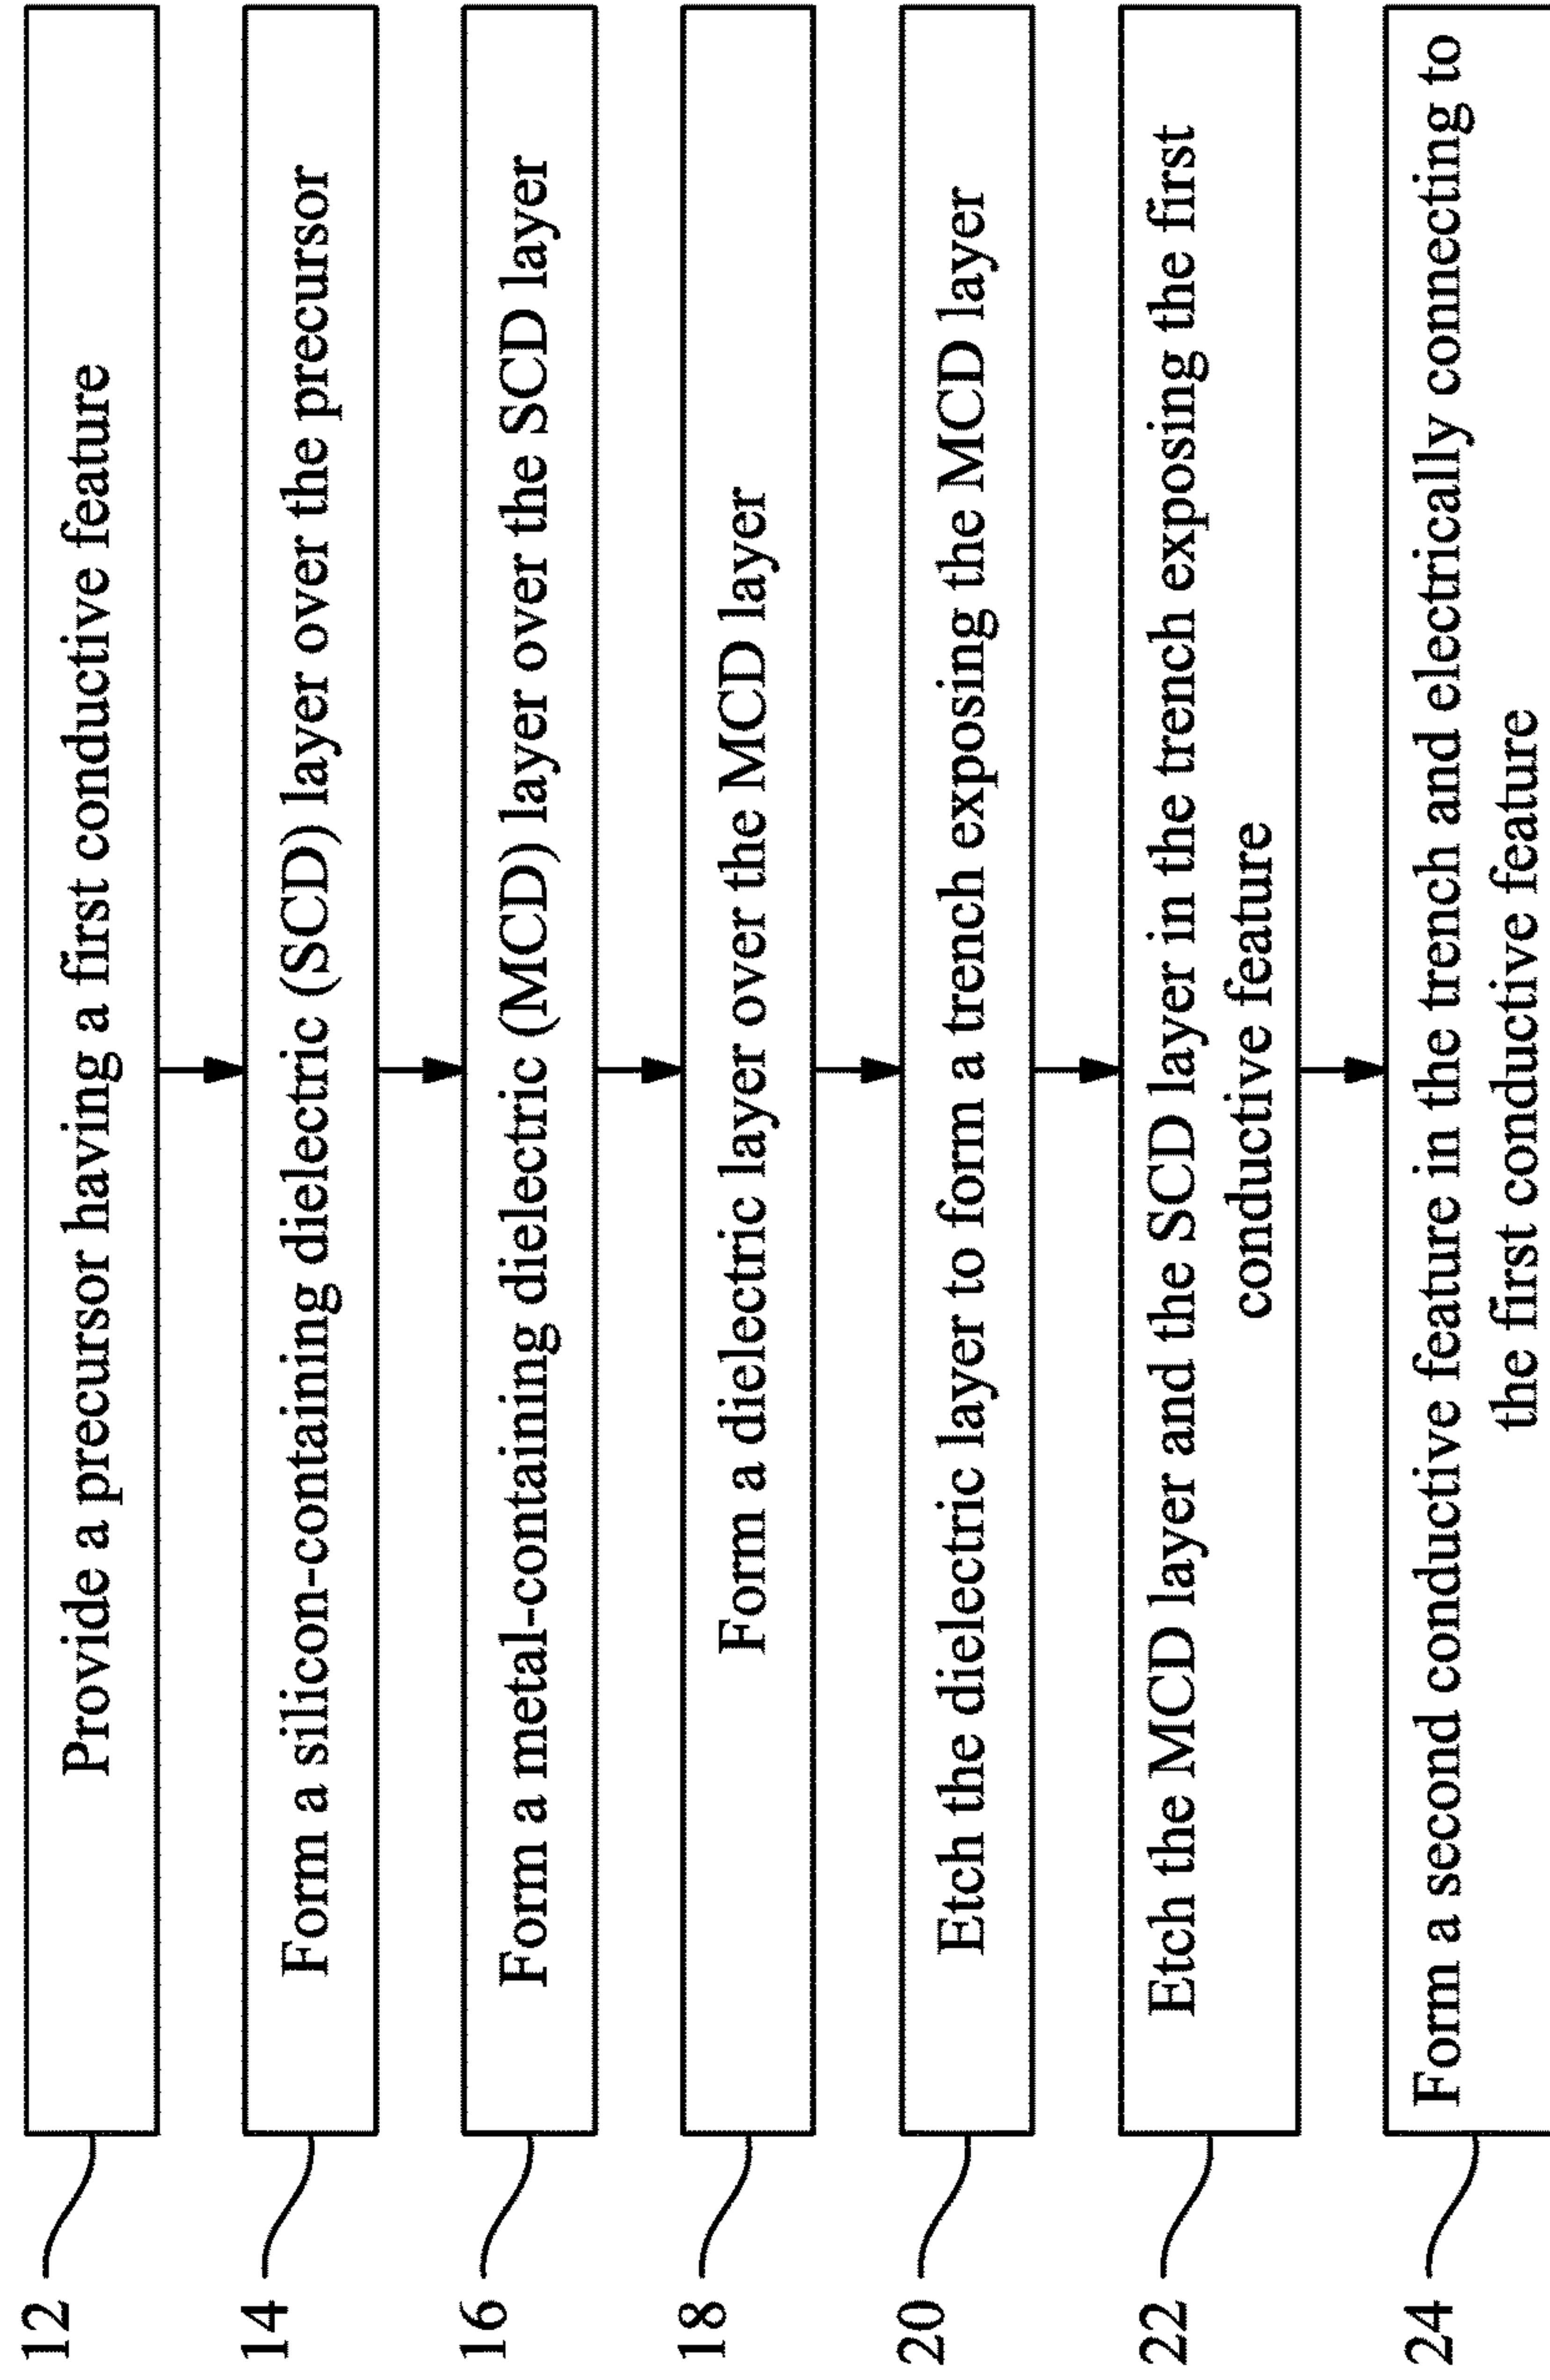 12
Provide a precursor having a first conductive feature
14
Form a silicon-containing dielectric (SCD) layer over the precursor
16
Form a metal-containing dielectric (MCD) layer over the SCD layer
18
Form a dielectric layer over the MCD layer
20
Etch the dielectric layer to form a trench exposing the MCD layer
22
Etch the MCD layer and the SCD layer in the trench exposing the first
conductive feature
24
Form a second conductive feature in the trench and electrically connecting to
the first conductive feature